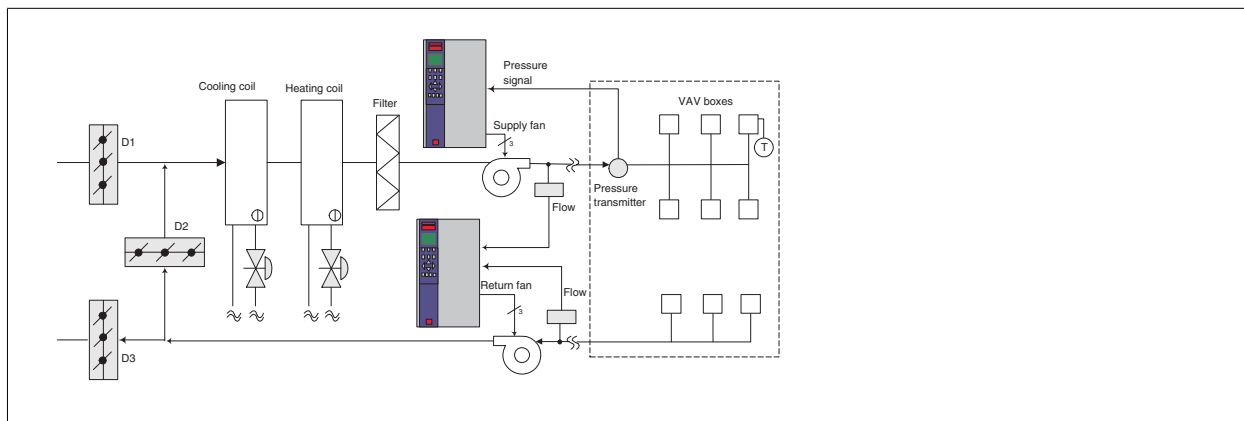 Cooling coil
Heating coil
Filter
Pressure
signal
Supply fan
3
VAV boxes
T
D1
D2
D3
Pressure
transmitter
Flow
Return fan
3
Flow